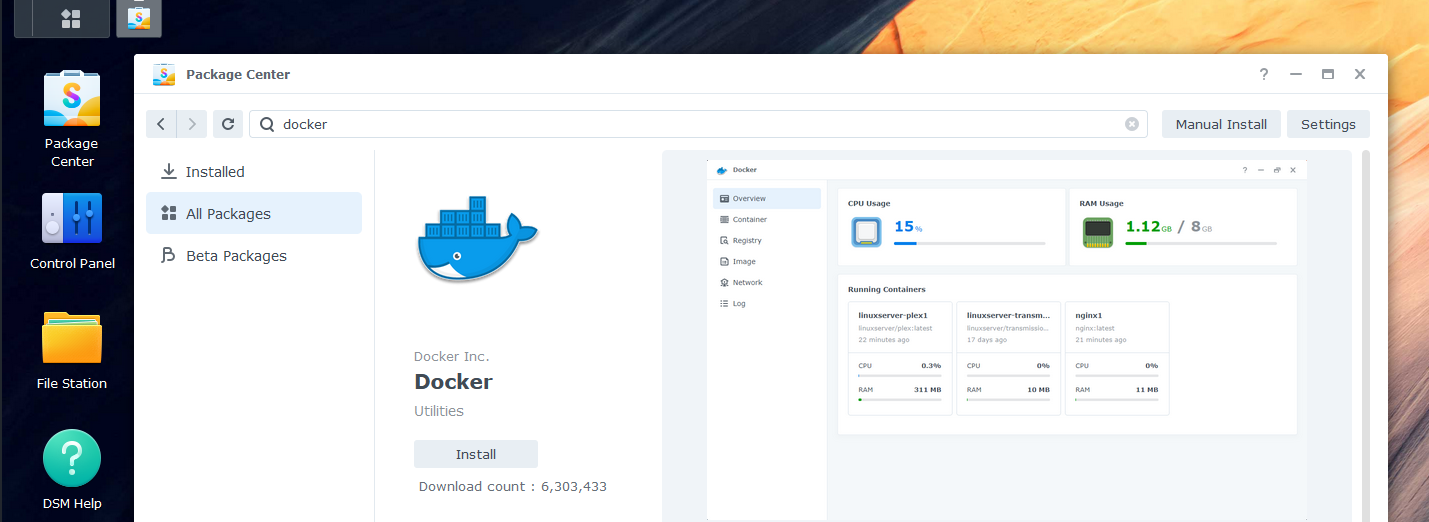 Package Center
docker
Manual Install
Settings
Package
Center
Control Panel
File Station
DSM Help
Installed
All Packages
Beta Packages
Docker Inc.
Docker
Utilities
Install
Download count : 6,303,433
Docker
Overview
Container
Registry
Image
Network
Log
CPU Usage
15%
RAM Usage
1.12GB / 8GB
Running Containers
linuxserver-plex1
linuxserver/plex:latest
22 minutes ago
CPU 0.3%
RAM 311 MB
linuxserver-transm...
linuxserver/transmissio...
17 days ago
CPU 0%
RAM 10 MB
nginx1
nginx:latest
21 minutes ago
CPU 0%
RAM 11 MB